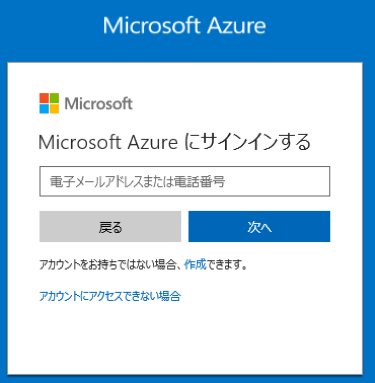 Microsoft Azure
Microsoft
Microsoft Azure にサインインする
電子メールアドレスまたは電話番号
戻る
次へ
アカウントをお持ちではない場合、作成できます。
アカウントにアクセスできない場合